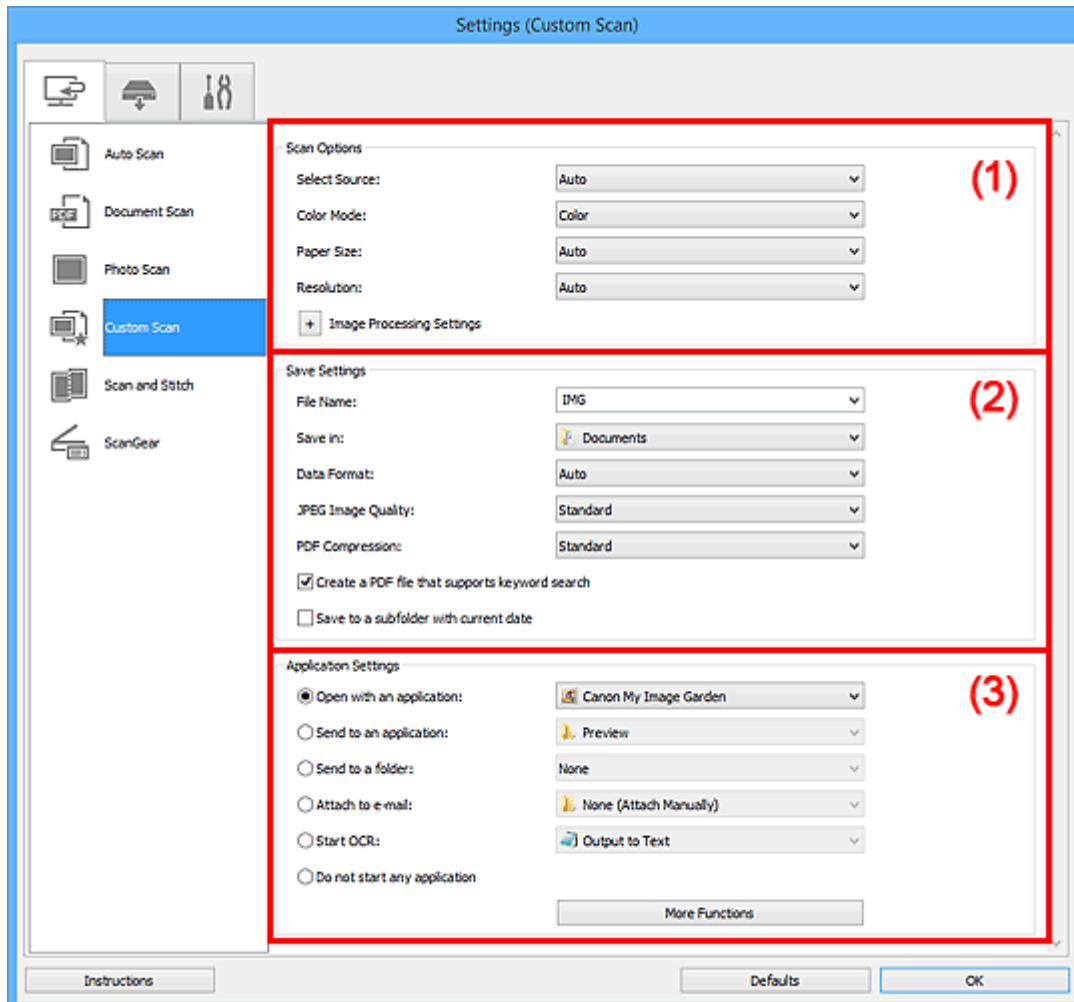 Settings (Custom Scan)
Auto Scan
PDF
Document Scan
Photo Scan
Custom Scan
Scan and Stitch
ScanGear
Scan Options
(1)
Select Source: Auto
Color Mode: Color
Paper Size: Auto
Resolution: Auto
+ Image Processing Settings
Save Settings
(2)
File Name: IMG
Save in: Documents
Data Format: Auto
JPEG Image Quality: Standard
PDF Compression: Standard
Create a PDF file that supports keyword search
Save to a subfolder with current date
Application Settings
(3)
Open with an application: Canon My Image Garden
Send to an application: Preview
Send to a folder: None
Attach to e-mail: None (Attach Manually)
Start OCR: Output to Text
Do not start any application
More Functions
Instructions Defaults OK